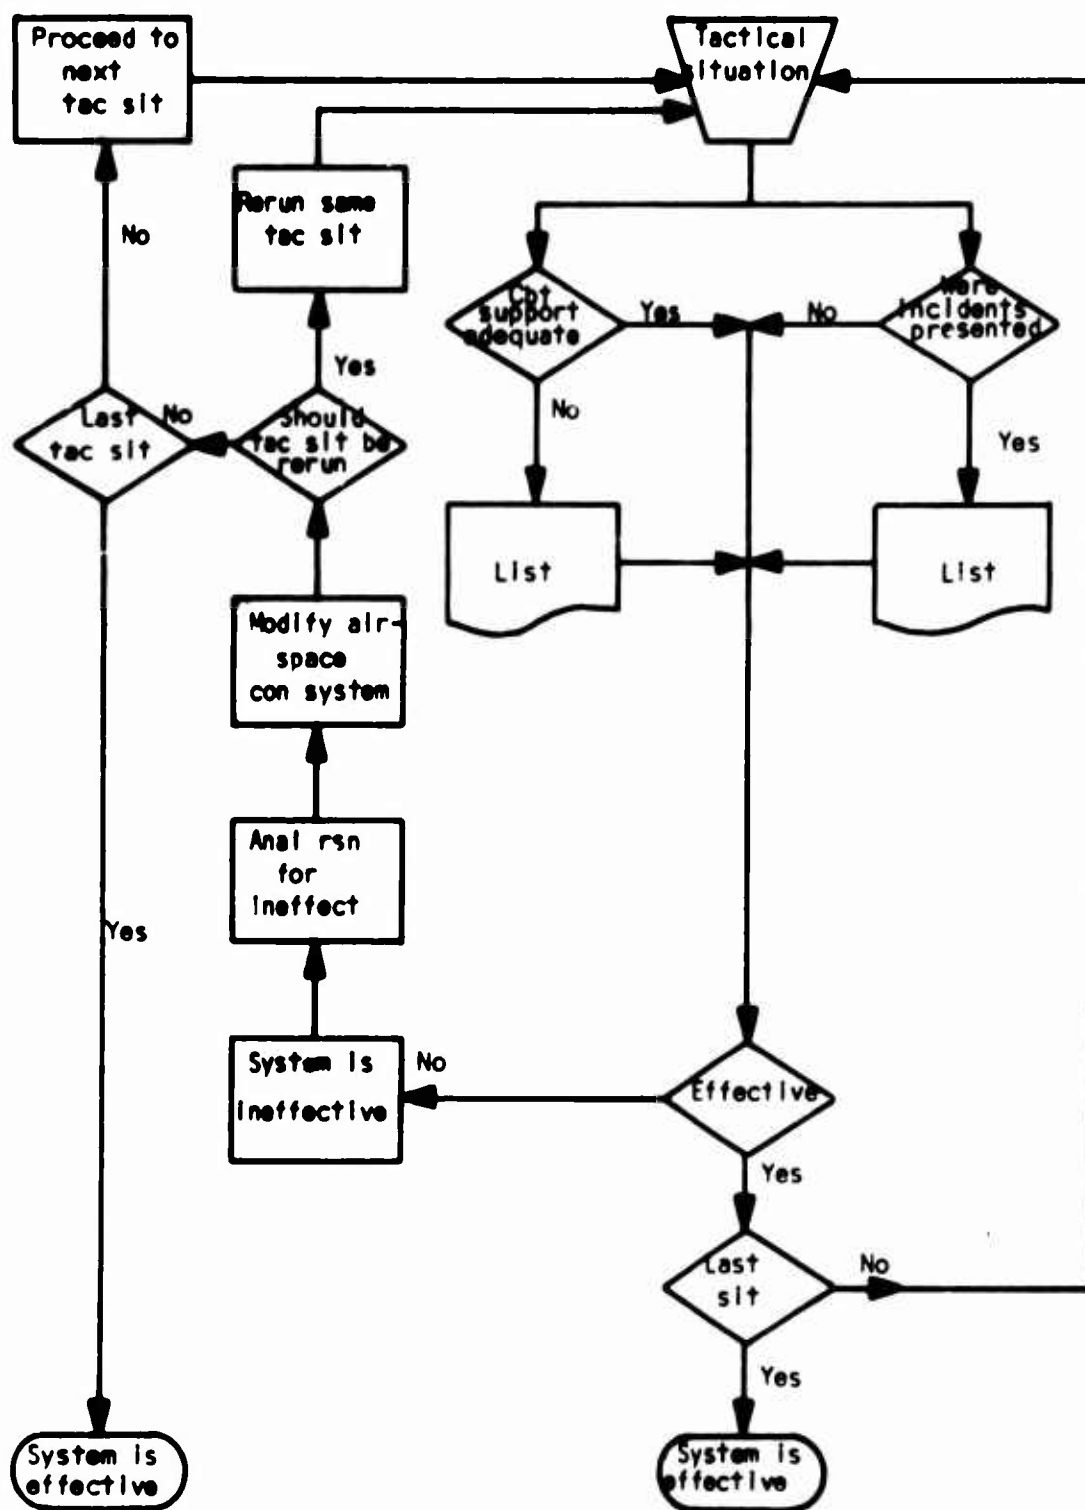 Proceed to
next
tac sit
Tactical
situation
No
Rerun same
tac sit
Cbt
support
adequate
Yes
No
Were
incidents
presented
Yes
No
Yes
Last
tac sit
No
Should
tac sit be
rerun
List
List
Modify air-
space
con system
Anal rsn
for
ineffect
Yes
System is
ineffective
No
Effective
Yes
Last
sit
No
Yes
System is
effective
System is
effective